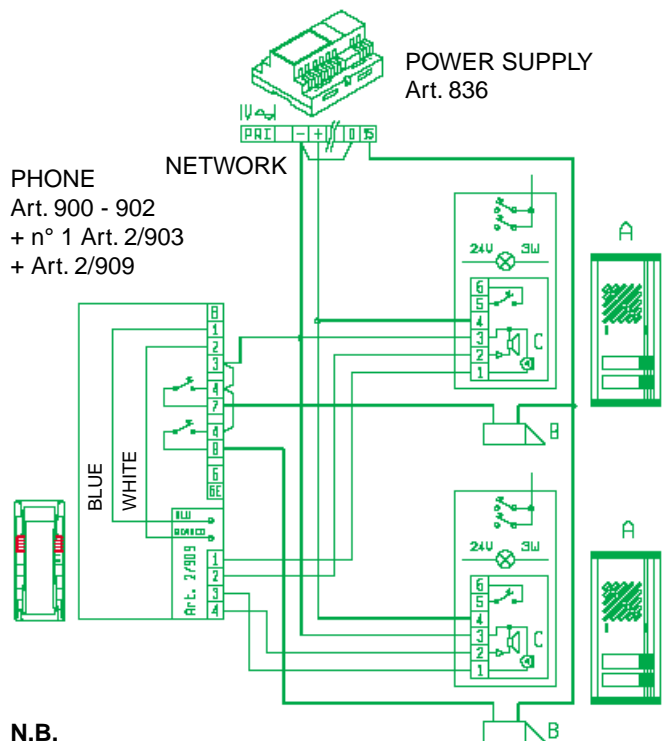 POWER SUPPLY
Art. 836
PRI - + 0 15
NETWORK
PHONE
Art. 900 - 902
+ n° 1 Art. 2/903
+ Art. 2/909
A
24V 3W
6
5
4
3
2
1
C
B
8
1
2
3
4
7
4
8
6
6E
BLUE
WHITE
BLU
BIANCO
Art. 2/909
1
2
3
4
A
24V 3W
6
5
4
3
2
1
C
B
N.B.